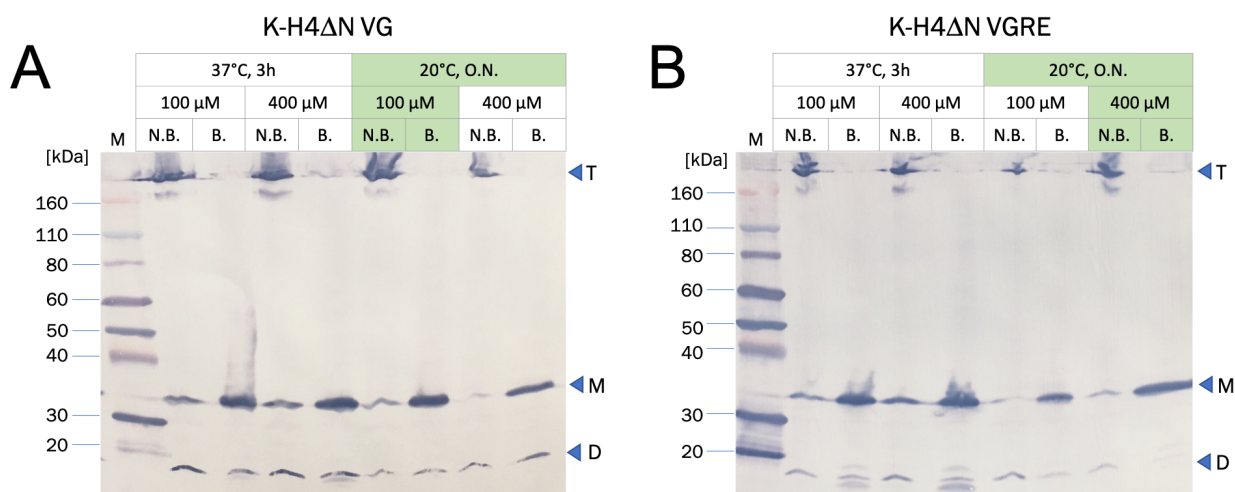 A
K-H4ΔN VG
37°C, 3h 20°C, O.N.
100 µM 400 µM 100 µM 400 µM
M N.B. B. N.B. B. N.B. B. N.B. B.
[kDa]
T
160
110
80
60
50
40
M
30
20
D
B
K-H4ΔN VGRE
37°C, 3h 20°C, O.N.
100 µM 400 µM 100 µM 400 µM
M N.B. B. N.B. B. N.B. B. N.B. B.
[kDa]
T
160
110
80
60
50
40
M
30
20
D